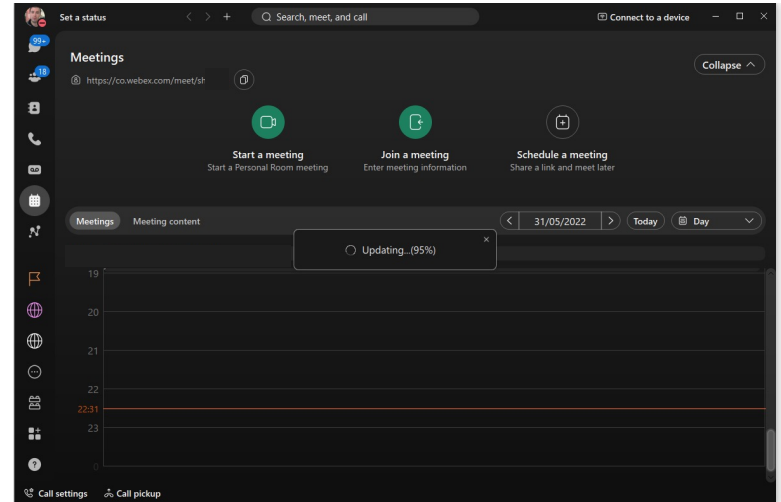 Set a status
Search, meet, and call
Connect to a device
99+
18
Meetings
https://co.webex.com/meet/sh
Collapse
Start a meeting
Start a Personal Room meeting
Join a meeting
Enter meeting information
Schedule a meeting
Share a link and meet later
Meetings
Meeting content
31/05/2022
Today
Day
Updating...(95%)
19
20
21
22
22:31
23
0
Call settings
Call pickup